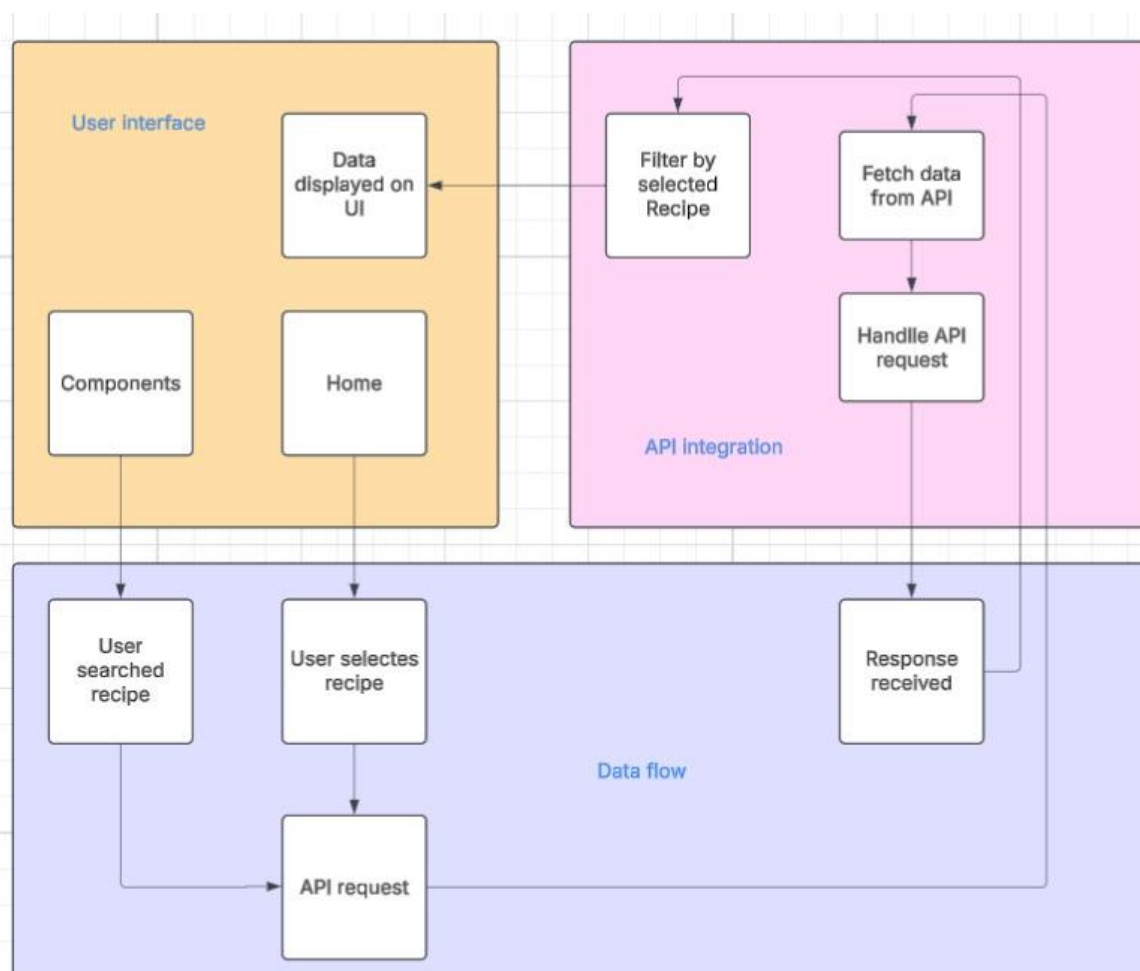 User interface
Data
displayed on
UI
Components
Home
Filter by
selected
Recipe
Fetch data
from API
Handlle API
request
API integration
User
searched
recipe
User selectes
recipe
Response
received
Data flow
API request